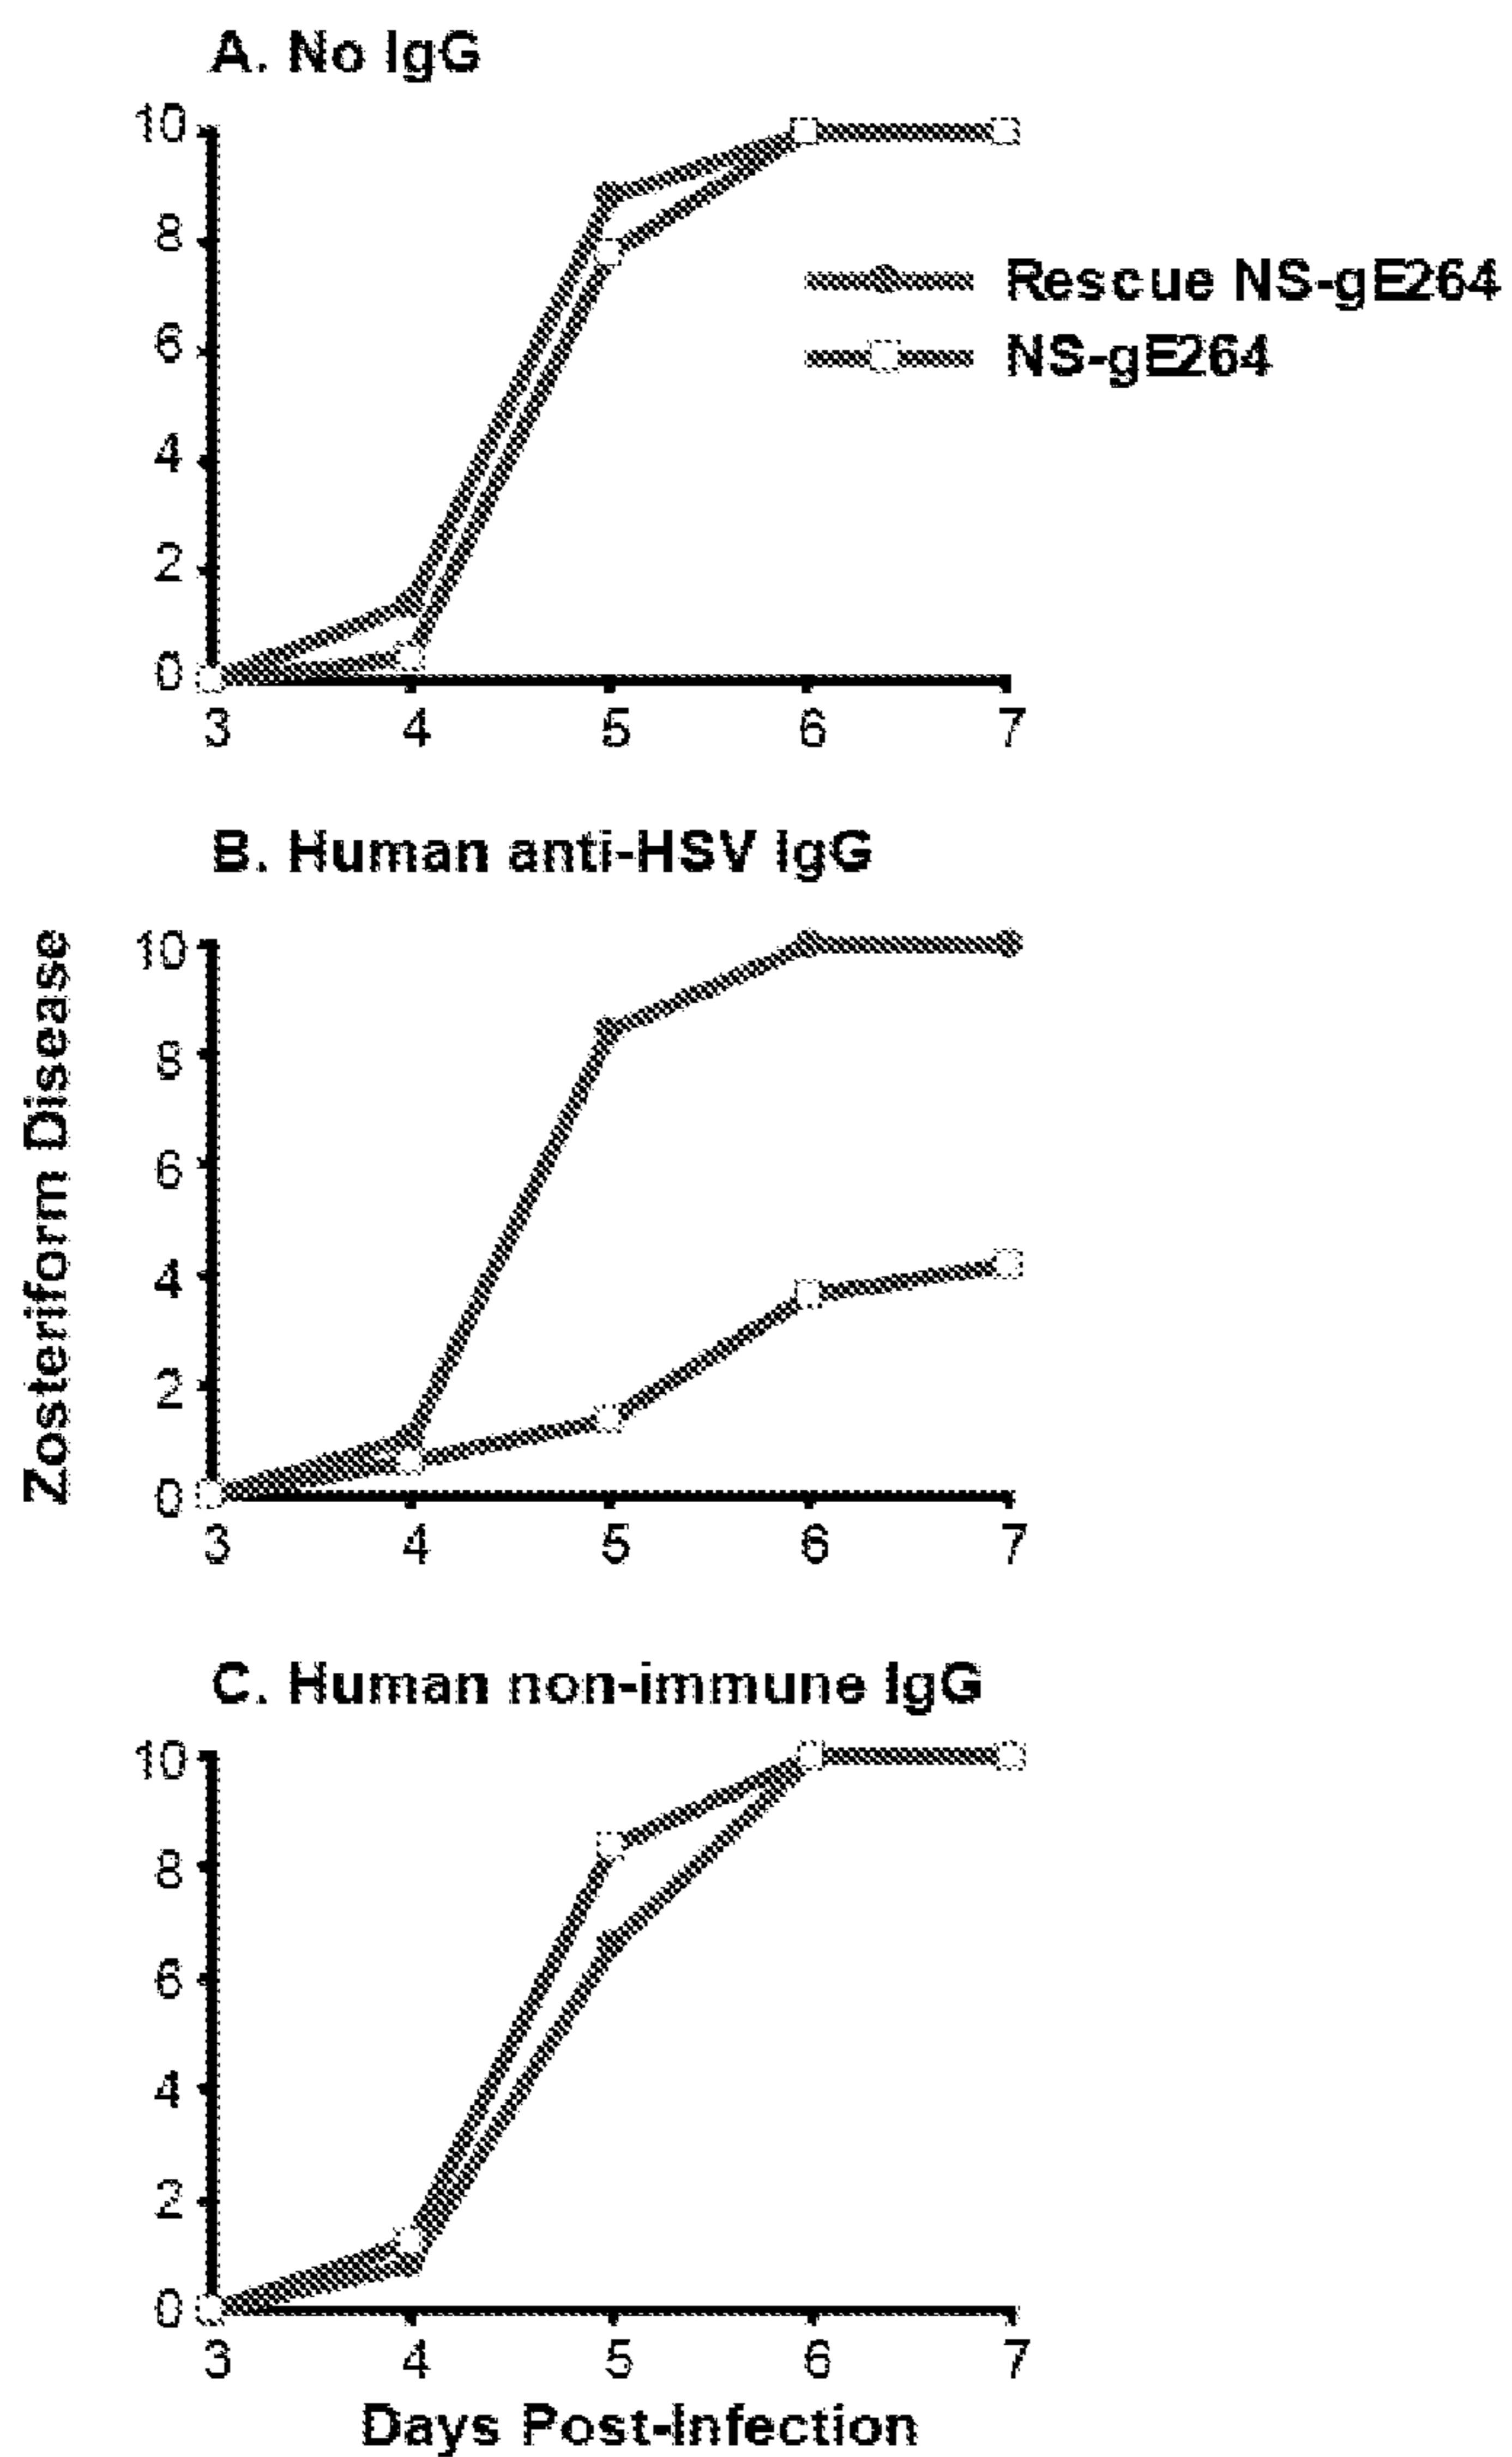 A. No IgG
10
8
6
4
2
0
3 4 5 6 7
Rescue NS-gE264
NS-gE264
B. Human anti-HSV IgG
Zosteriform Disease
10
8
6
4
2
0
3 4 5 6 7
C. Human non-immune IgG
10
8
6
4
2
0
3 4 5 6 7
Days Post-Infection